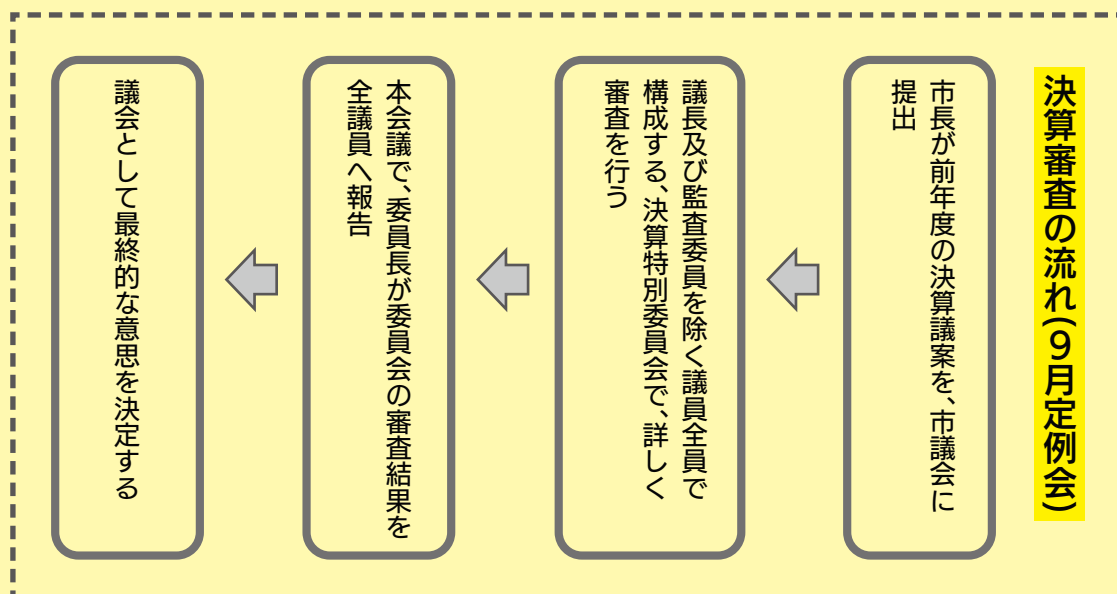 決算審査の流れ(9月定例会)
市長が前年度の決算議案を、市議会に
提出
議長及び監査委員を除く議員全員で
構成する、決算特別委員会で、詳しく
審査を行う
本会議で、委員長が委員会の審査結果を
全議員へ報告
議会として最終的な意思を決定する